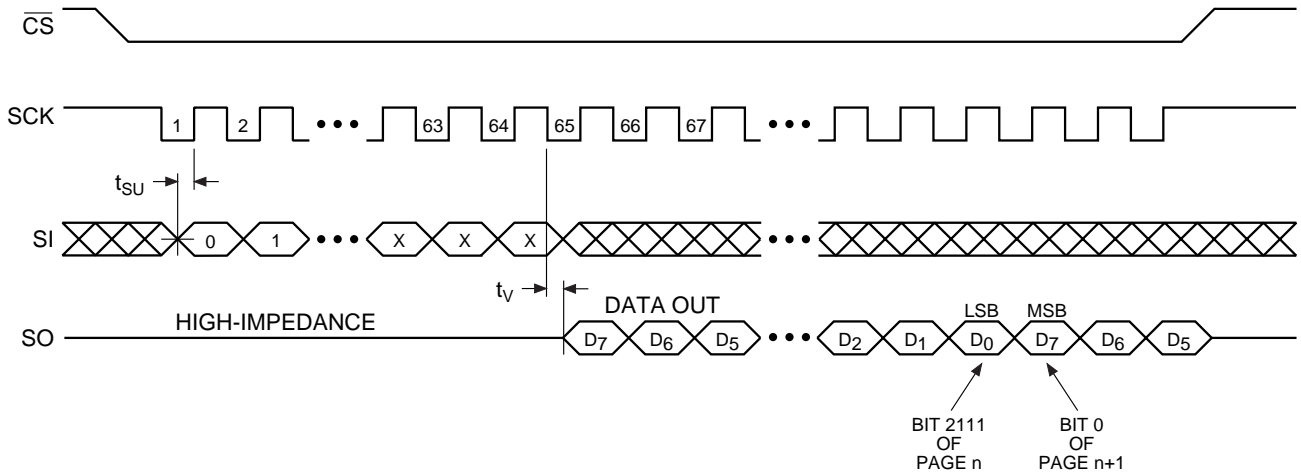 CS
SCK 1 2 ••• 63 64 65 66 67 •••
tSU
SI 0 1 ••• X X X •••
tV
DATA OUT
HIGH-IMPEDANCE
LSB MSB
SO D7 D6 D5 ••• D2 D1 D0 D7 D6 D5
BIT 2111
OF
PAGE n
BIT 0
OF
PAGE n+1